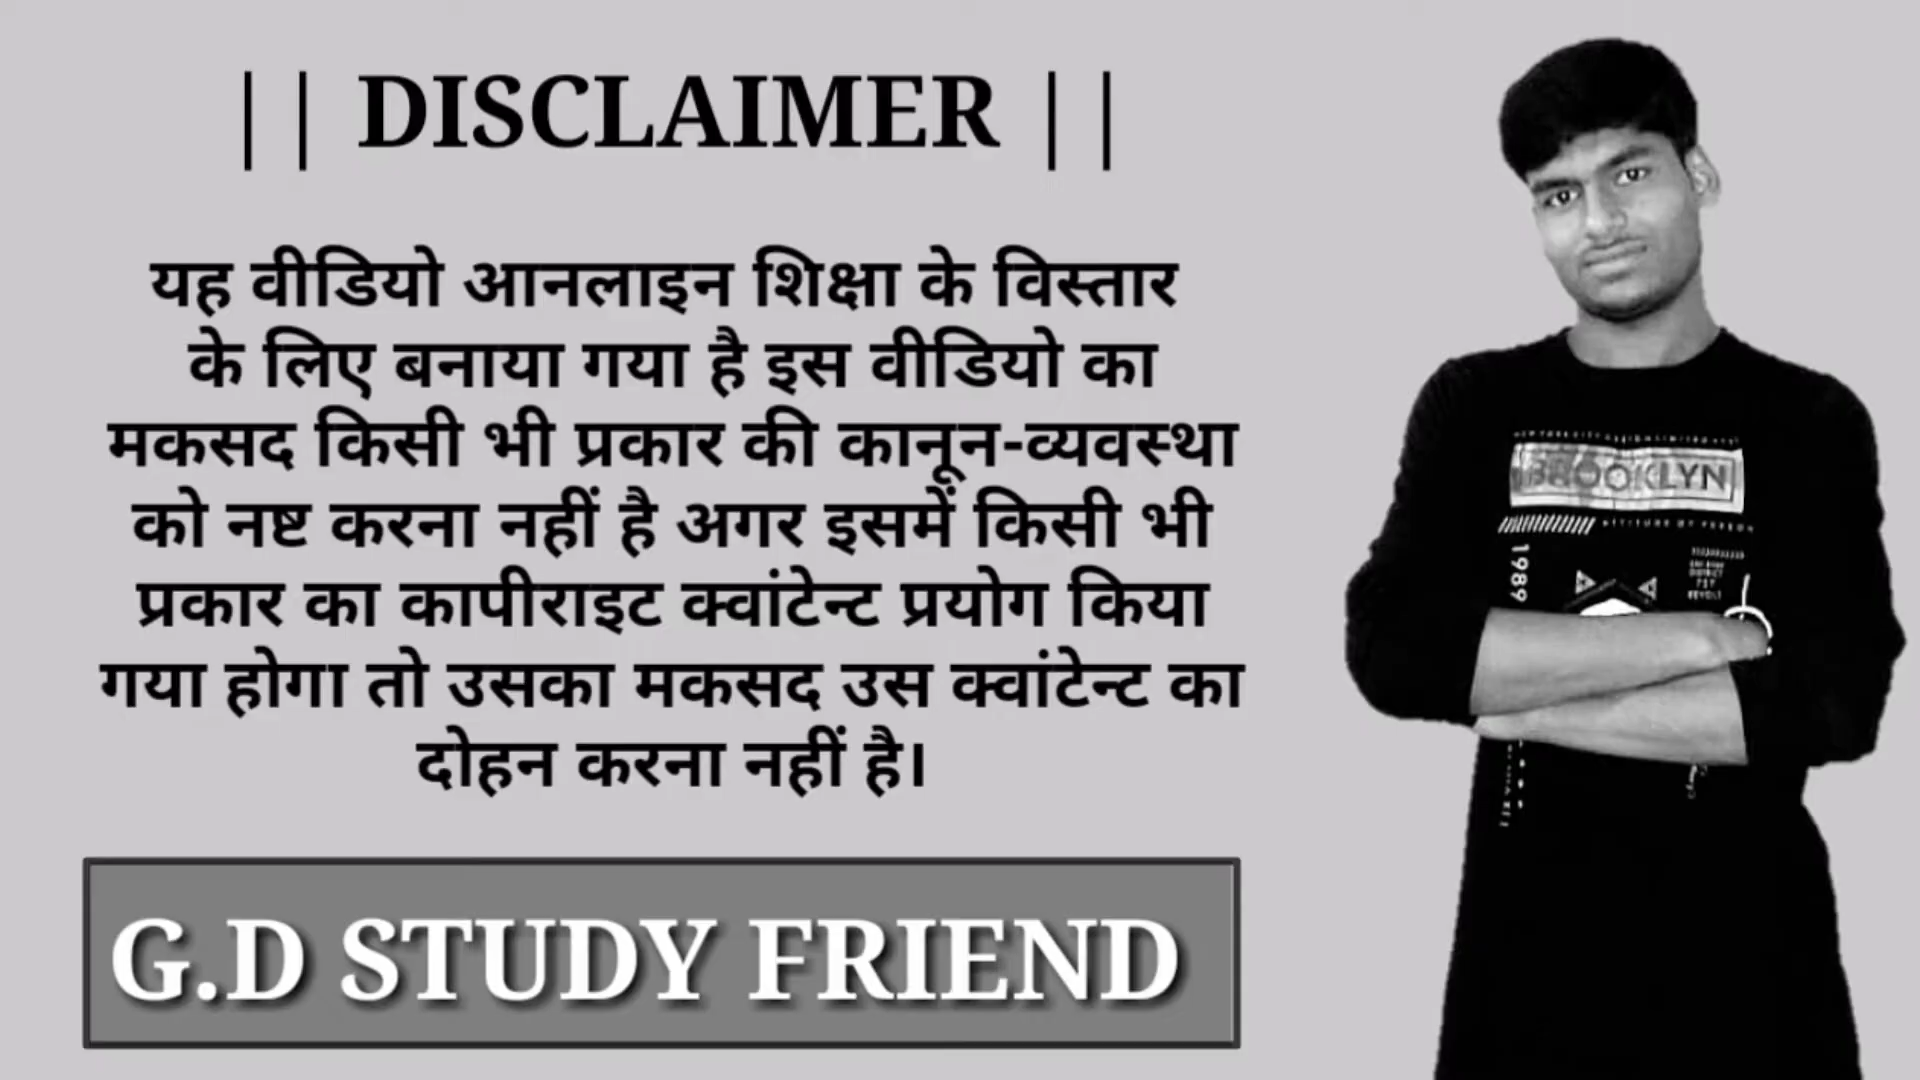 || DISCLAIMER ||
यह वीडियो आनलाइन शिक्षा के विस्तार
के लिए बनाया गया है इस वीडियो का
मकसद किसी भी प्रकार की कानून-व्यवस्था
को नष्ट करना नहीं है अगर इसमें किसी भी
प्रकार का कापीराइट क्वांटेन्ट प्रयोग किया
गया होगा तो उसका मकसद उस क्वांटेन्ट का
दोहन करना नहीं है।
G.D STUDY FRIEND
BROOKLYN
1989